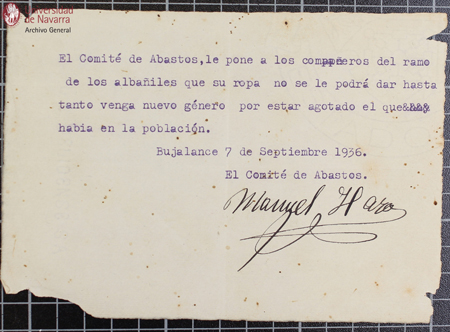 Universidad
de Navarra
Archivo General
El Comité de Abastos,le pone a los compañeros del ramo
de los albañiles que su ropa no se le podrá dar hasta
tanto venga nuevo género por estar agotado el que&&&
habia en la población.
Bujalance 7 de Septiembre 1936.
El Comité de Abastos.
Manuel Haro